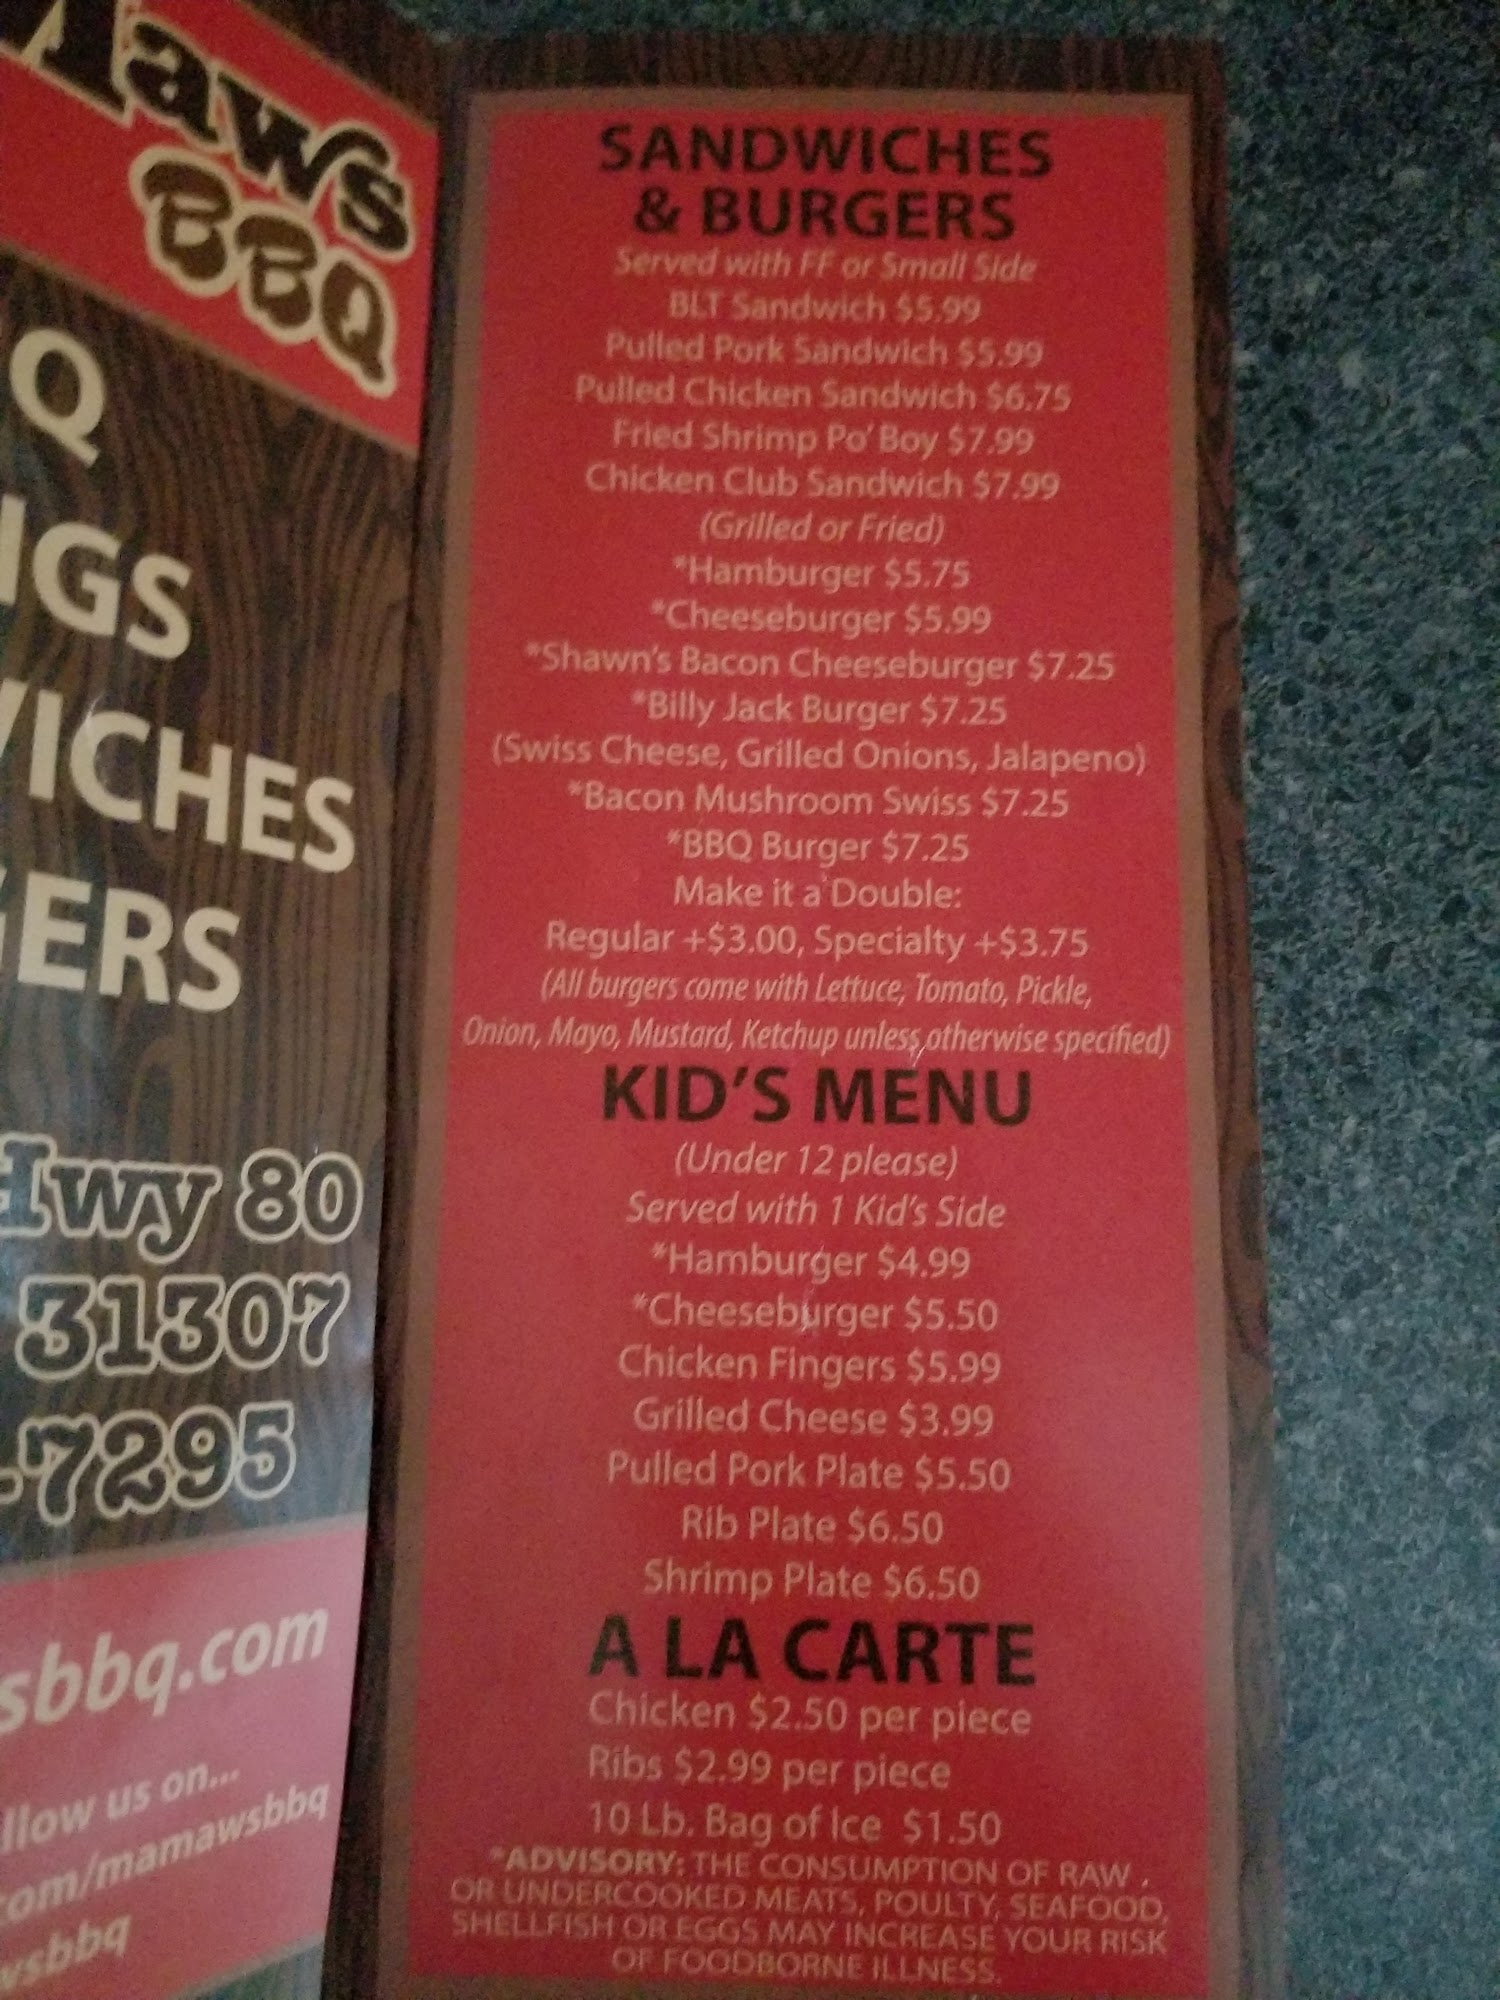 Maws
BBQ
Q
IGS
VICHES
GERS
Hwy 80
31307
-7295
sbbq.com
llow us on...
com/mamawsbbq
wsbbq
SANDWICHES
& BURGERS
Served with FF or Small Side
BLT Sandwich $5.99
Pulled Pork Sandwich $5.99
Pulled Chicken Sandwich $6.75
Fried Shrimp Po' Boy $7.99
Chicken Club Sandwich $7.99
(Grilled or Fried)
*Hamburger $5.75
*Cheeseburger $5.99
*Shawn's Bacon Cheeseburger $7.25
*Billy Jack Burger $7.25
(Swiss Cheese, Grilled Onions, Jalapeno)
*Bacon Mushroom Swiss $7.25
*BBQ Burger $7.25
Make it a Double:
Regular +$3.00, Specialty +$3.75
(All burgers come with Lettuce, Tomato, Pickle,
Onion, Mayo, Mustard, Ketchup unless otherwise specified)
KID'S MENU
(Under 12 please)
Served with 1 Kid's Side
*Hamburger $4.99
*Cheeseburger $5.50
Chicken Fingers $5.99
Grilled Cheese $3.99
Pulled Pork Plate $5.50
Rib Plate $6.50
Shrimp Plate $6.50
A LA CARTE
Chicken $2.50 per piece
Ribs $2.99 per piece
10 Lb. Bag of Ice $1.50
*ADVISORY: THE CONSUMPTION OF RAW
OR UNDERCOOKED MEATS, POULTY, SEAFOOD,
SHELLFISH OR EGGS MAY INCREASE YOUR RISK
OF FOODBORNE ILLNESS.